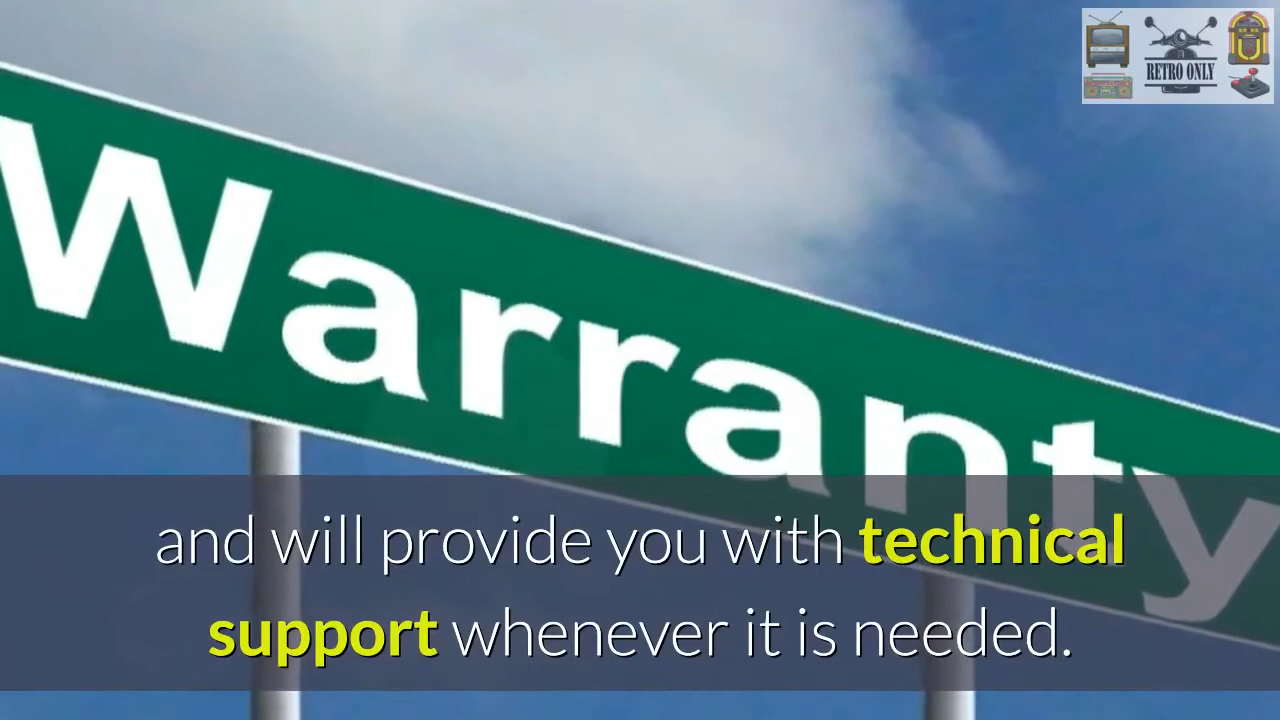 RETRO ONLY
Warranty
and will provide you with technical
support whenever it is needed.